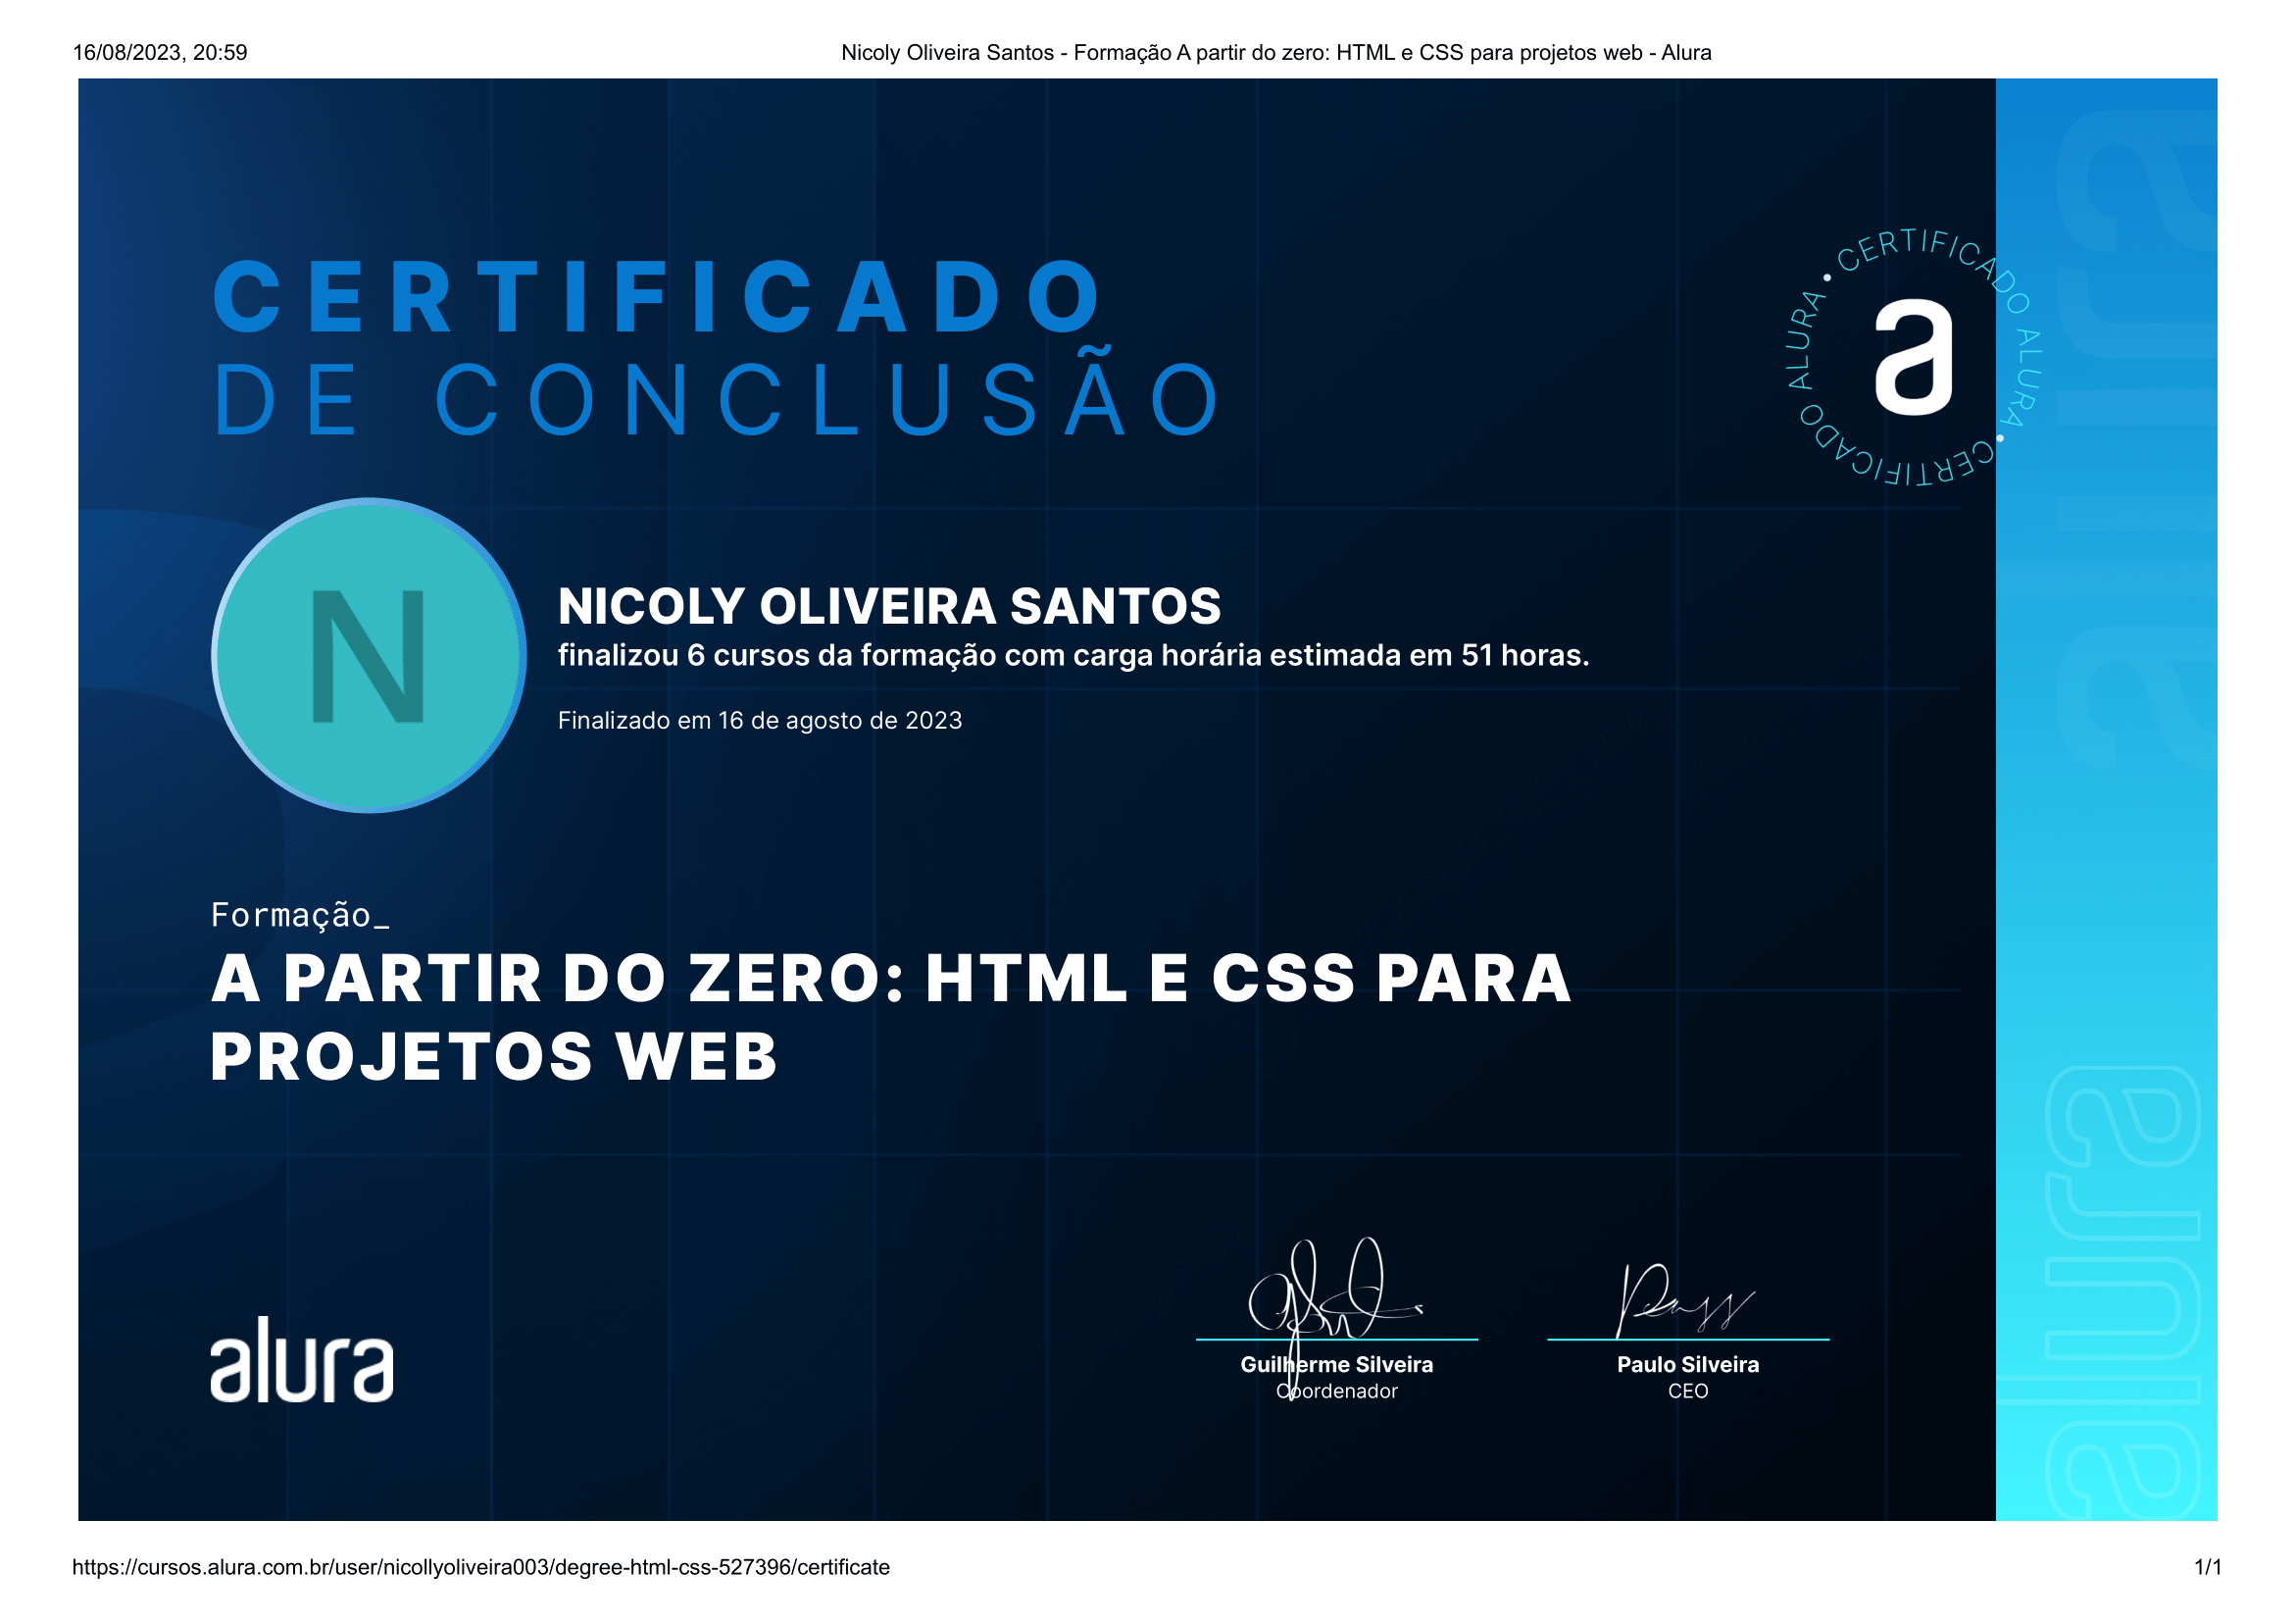 16/08/2023, 20:59
Nicoly Oliveira Santos - Formação A partir do zero: HTML e CSS para projetos web - Alura
CERTIFICADO
DE CONCLUSÃO
CERTIFICADO ALURA • CERTIFICADO ALURA •
a
N
NICOLY OLIVEIRA SANTOS
finalizou 6 cursos da formação com carga horária estimada em 51 horas.
Finalizado em 16 de agosto de 2023
Formação_
A PARTIR DO ZERO: HTML E CSS PARA
PROJETOS WEB
alura
Guilherme Silveira
Coordenador
Paulo Silveira
CEO
alura
alura
https://cursos.alura.com.br/user/nicollyoliveira003/degree-html-css-527396/certificate
1/1